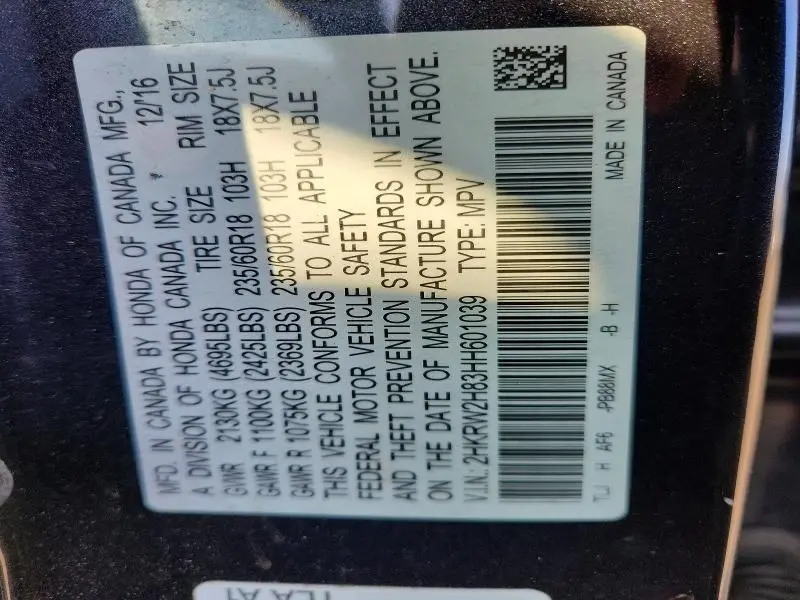 MFD. IN CANADA BY HONDA OF CANADA MFG.,
A DIVISION OF HONDA CANADA INC. 12/16
GVWR 2130KG (4695LBS) TIRE SIZE RIM SIZE
GAWR F 1100KG (2425LBS) 235/60R18 103H 18X7.5J
GAWR R 1075KG (2369LBS) 235/60R18 103H 18X7.5J
THIS VEHICLE CONFORMS TO ALL APPLICABLE
FEDERAL MOTOR VEHICLE SAFETY
AND THEFT PREVENTION STANDARDS IN EFFECT
ON THE DATE OF MANUFACTURE SHOWN ABOVE.
V.I.N.: 2HKRW2H83HH601039 TYPE: MPV
TLJ H AF6 -PB88MX -B -H MADE IN CANADA